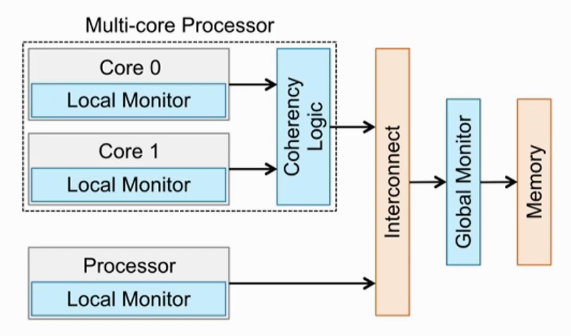 Multi-core Processor
Core 0
Local Monitor
Core 1
Local Monitor
Coherency
Logic
Processor
Local Monitor
Interconnect
Global Monitor
Memory